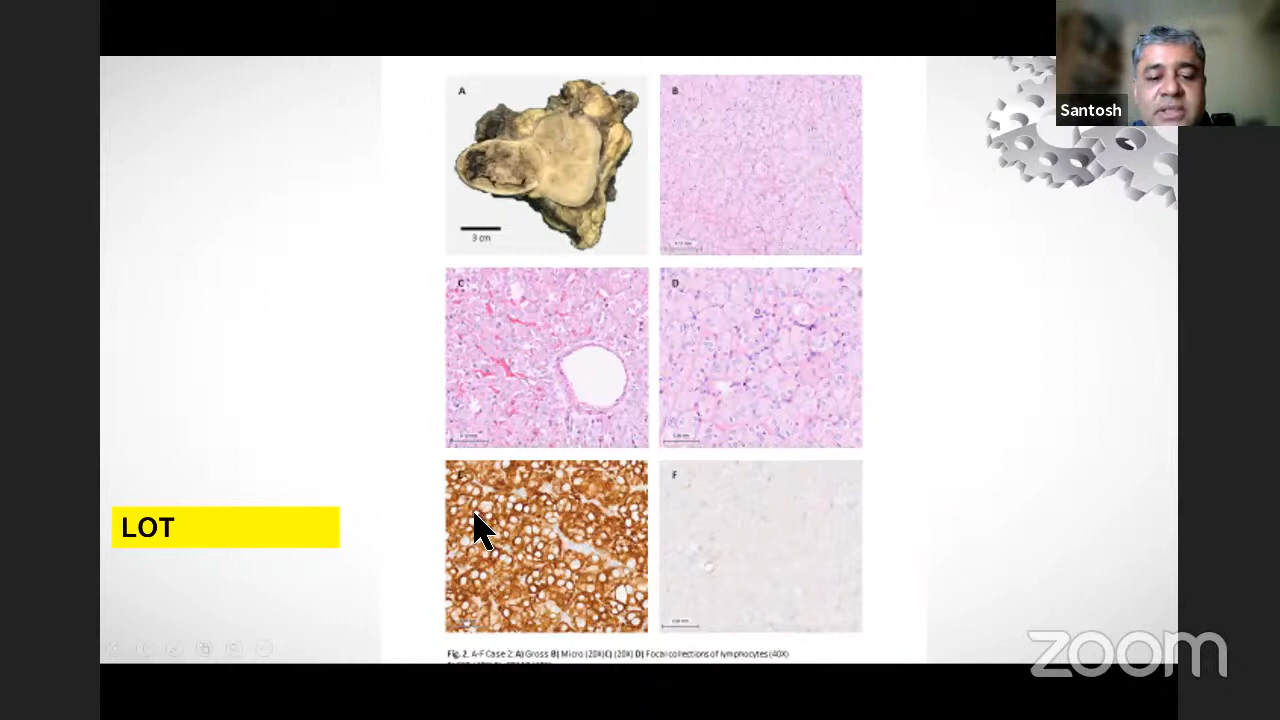 Santosh
A
B
3 cm
C
D
F
LOT
Fig. 2. A-F Case 2: A) Gross B) Micro (20X)C) (20X) D) Focal collections of lymphocytes (40X)
zoom